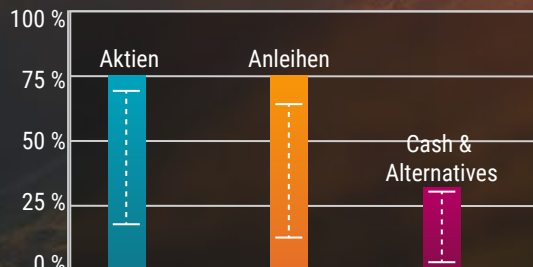 100 %
Aktien
Anleihen
75 %
50 %
Cash &
Alternatives
25 %
0 %